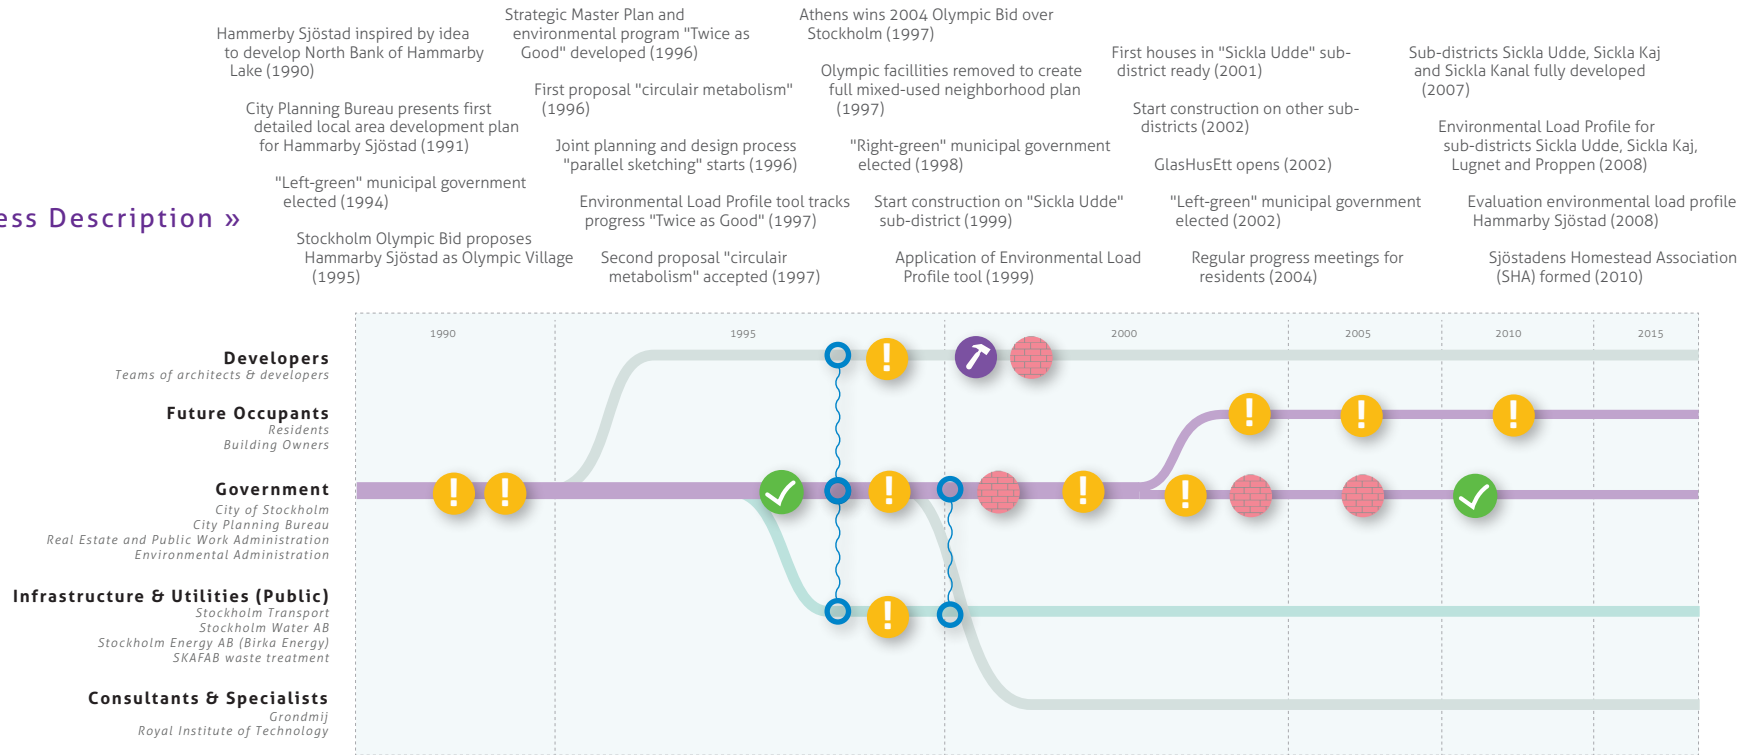 Hammerby Sjöstad inspired by idea
to develop North Bank of Hammarby
Lake (1990)
City Planning Bureau presents first
detailed local area development plan
for Hammarby Sjöstad (1991)
"Left-green" municipal government
elected (1994)
Stockholm Olympic Bid proposes
Hammarby Sjöstad as Olympic Village
(1995)
Strategic Master Plan and
environmental program "Twice as
Good" developed (1996)
First proposal "circulair metabolism"
(1996)
Joint planning and design process
"parallel sketching" starts (1996)
Environmental Load Profile tool tracks
progress "Twice as Good" (1997)
Second proposal "circulair
metabolism" accepted (1997)
Athens wins 2004 Olympic Bid over
Stockholm (1997)
Olympic facillities removed to create
full mixed-used neighborhood plan
(1997)
"Right-green" municipal government
elected (1998)
Start construction on "Sickla Udde"
sub-district (1999)
Application of Environmental Load
Profile tool (1999)
First houses in "Sickla Udde" sub-
district ready (2001)
Start construction on other sub-
districts (2002)
GlasHusEtt opens (2002)
"Left-green" municipal government
elected (2002)
Regular progress meetings for
residents (2004)
Sub-districts Sickla Udde, Sickla Kaj
and Sickla Kanal fully developed
(2007)
Environmental Load Profile for
sub-districts Sickla Udde, Sickla Kaj,
Lugnet and Proppen (2008)
Evaluation environmental load profile
Hammarby Sjöstad (2008)
Sjöstadens Homestead Association
(SHA) formed (2010)
ess Description »
1990 1995 2000 2005 2010 2015
Developers
Teams of architects & developers
Future Occupants
Residents
Building Owners
Government
City of Stockholm
City Planning Bureau
Real Estate and Public Work Administration
Environmental Administration
Infrastructure & Utilities (Public)
Stockholm Transport
Stockholm Water AB
Stockholm Energy AB (Birka Energy)
SKAFAB waste treatment
Consultants & Specialists
Grondmij
Royal Institute of Technology